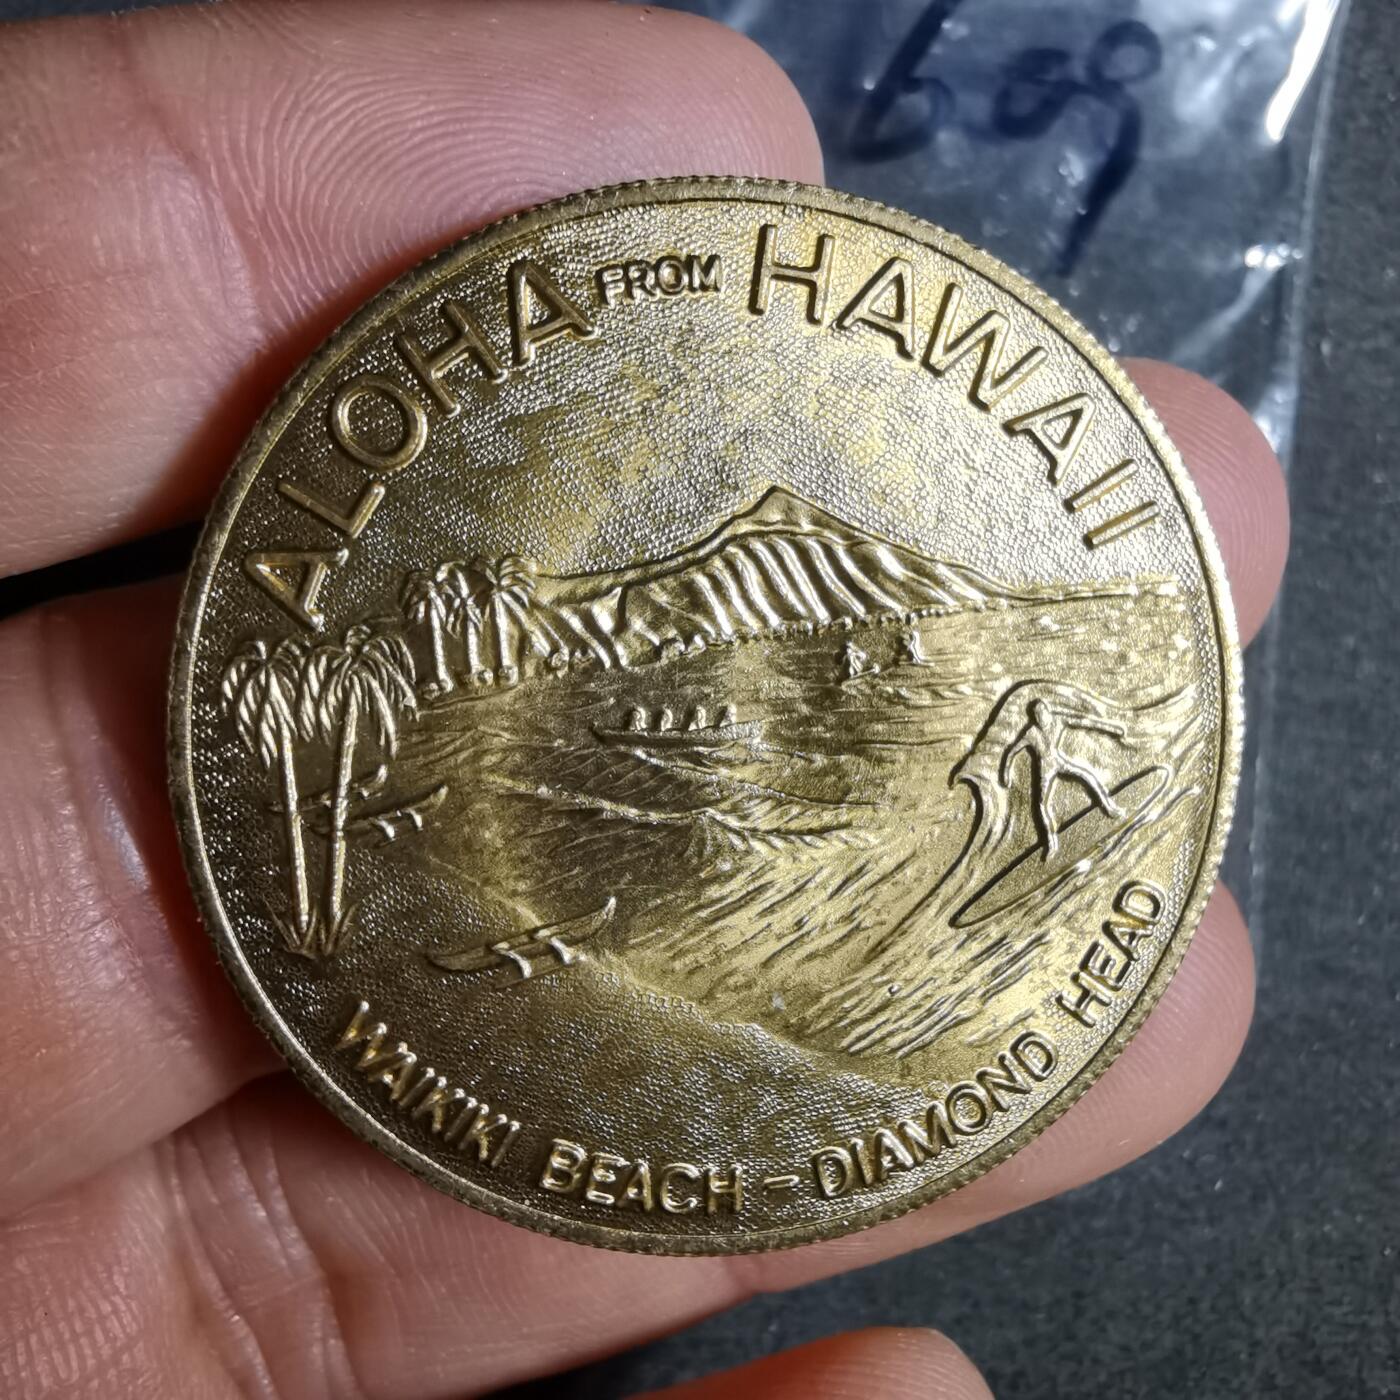 ALOHA FROM HAWAII
WAIKIKI BEACH - DIAMOND HEAD